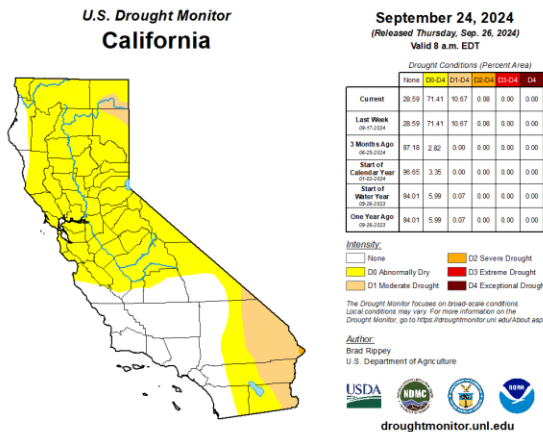 U.S. Drought Monitor
California
September 24, 2024
(Released Thursday, Sep. 26, 2024)
Valid 8 a.m. EDT
Drought Conditions (Percent Area)
None D0-D4 D1-D4 D2-D4 D3-D4 D4
Current 28.59 71.41 10.67 0.08 0.00 0.00
Last Week 09-17-2024 28.59 71.41 10.67 0.08 0.00 0.00
3 Months Ago 06-25-2024 97.18 2.82 0.00 0.00 0.00 0.00
Start of Calendar Year 01-02-2024 96.65 3.35 0.00 0.00 0.00 0.00
Start of Water Year 09-26-2023 94.01 5.99 0.07 0.00 0.00 0.00
One Year Ago 09-26-2023 94.01 5.99 0.07 0.00 0.00 0.00
Intensity:
None
D0 Abnormally Dry
D1 Moderate Drought
D2 Severe Drought
D3 Extreme Drought
D4 Exceptional Drought
The Drought Monitor focuses on broad-scale conditions.
Local conditions may vary. For more information on the
Drought Monitor, go to https://droughtmonitor.unl.edu/About.aspx
Author:
Brad Rippey
U.S. Department of Agriculture
USDA
NDMC
NOAA
droughtmonitor.unl.edu